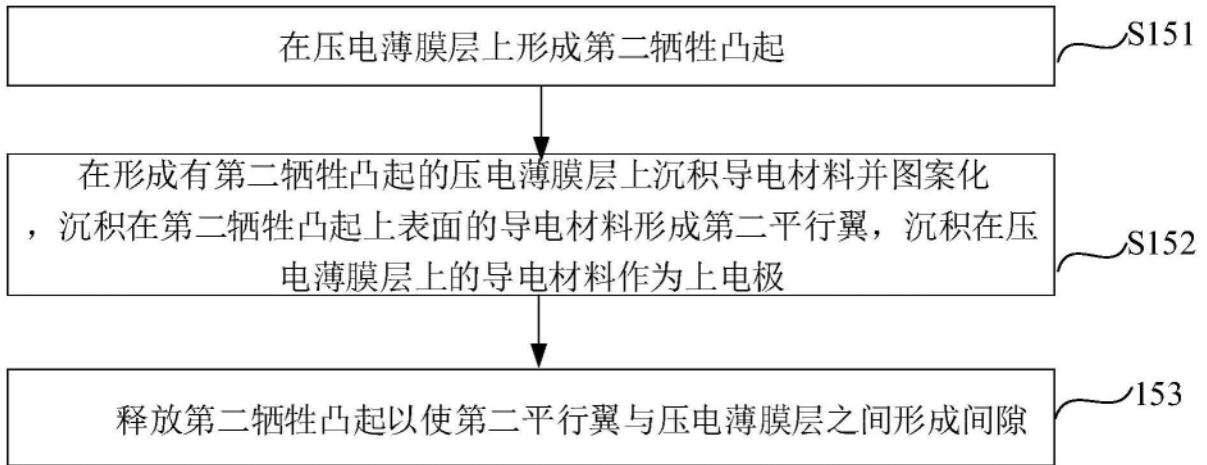 在压电薄膜层上形成第二牺牲凸起
S151
在形成有第二牺牲凸起的压电薄膜层上沉积导电材料并图案化
，沉积在第二牺牲凸起上表面的导电材料形成第二平行翼，沉积在压
电薄膜层上的导电材料作为上电极
S152
释放第二牺牲凸起以使第二平行翼与压电薄膜层之间形成间隙
153